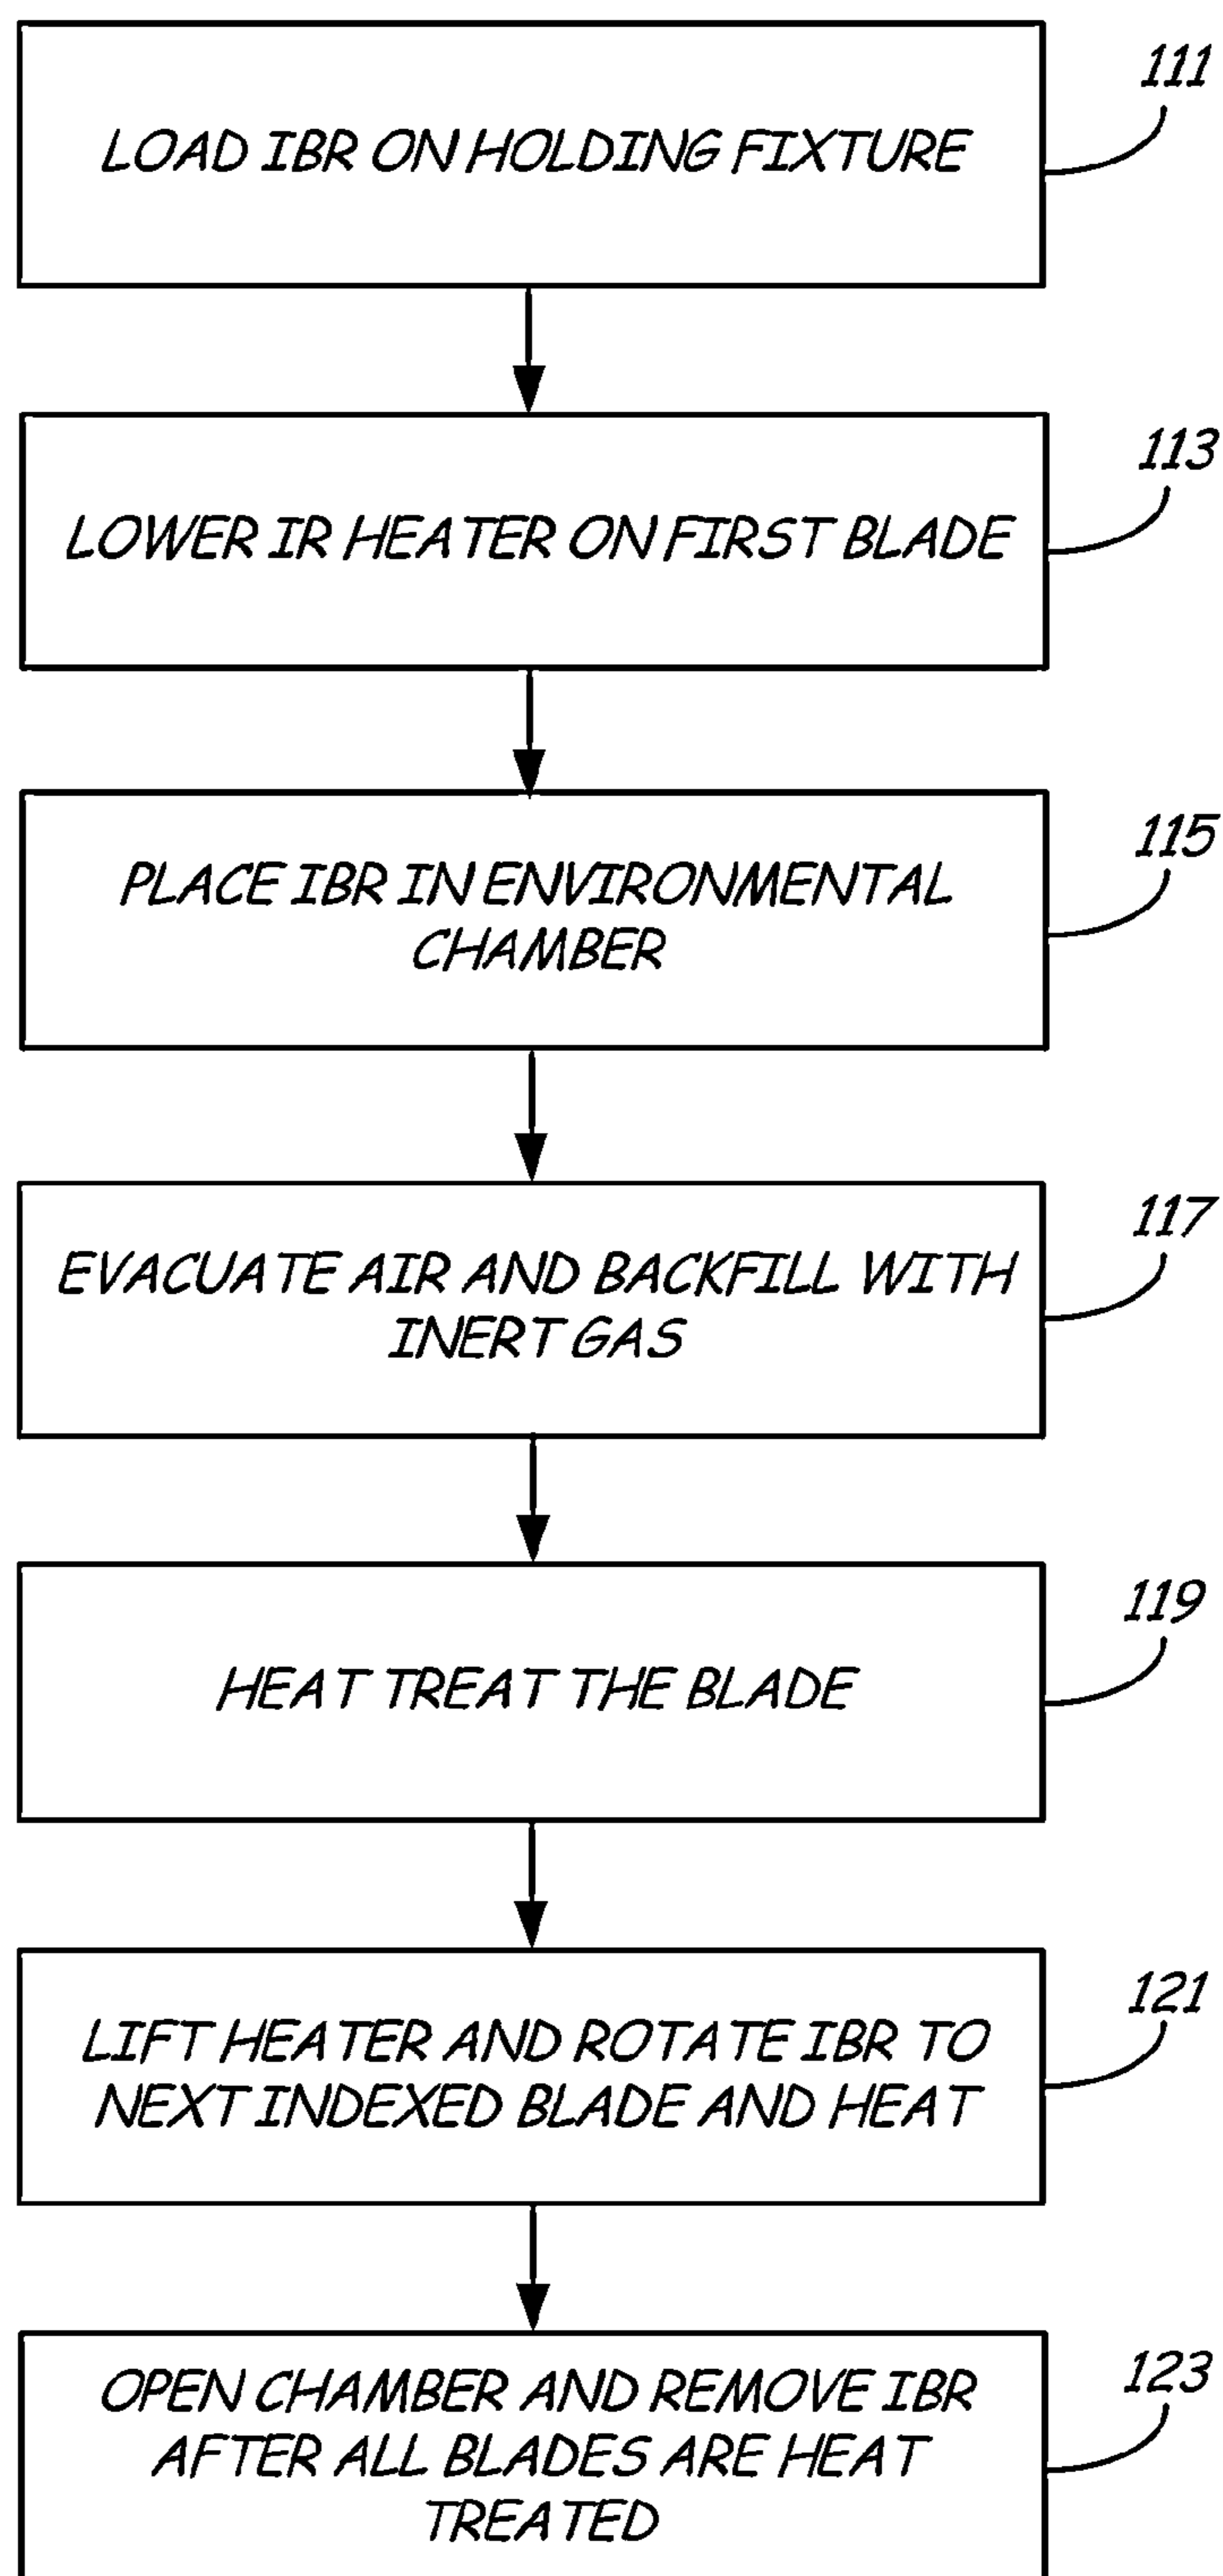 111
LOAD IBR ON HOLDING FIXTURE
113
LOWER IR HEATER ON FIRST BLADE
115
PLACE IBR IN ENVIRONMENTAL
CHAMBER
117
EVACUATE AIR AND BACKFILL WITH
INERT GAS
119
HEAT TREAT THE BLADE
121
LIFT HEATER AND ROTATE IBR TO
NEXT INDEXED BLADE AND HEAT
123
OPEN CHAMBER AND REMOVE IBR
AFTER ALL BLADES ARE HEAT
TREATED